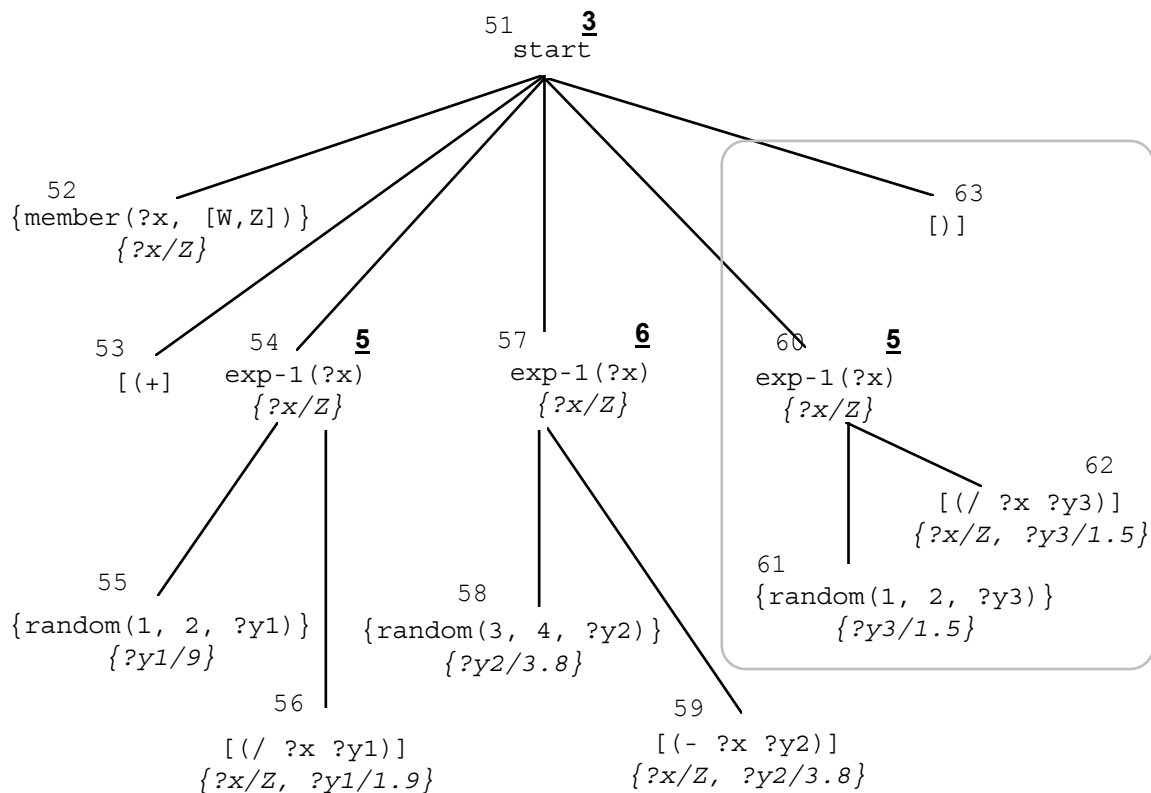 51 3
start
52
{member(?x, [W,Z])}
{?x/Z}
63
[)]
53
[(+]
54 5
exp-1(?x)
{?x/Z}
57 6
exp-1(?x)
{?x/Z}
60 5
exp-1(?x)
{?x/Z}
62
[(/ ?x ?y3)]
{?x/Z, ?y3/1.5}
55
{random(1, 2, ?y1)}
{?y1/9}
58
{random(3, 4, ?y2)}
{?y2/3.8}
61
{random(1, 2, ?y3)}
{?y3/1.5}
56
[(/ ?x ?y1)]
{?x/Z, ?y1/1.9}
59
[(- ?x ?y2)]
{?x/Z, ?y2/3.8}